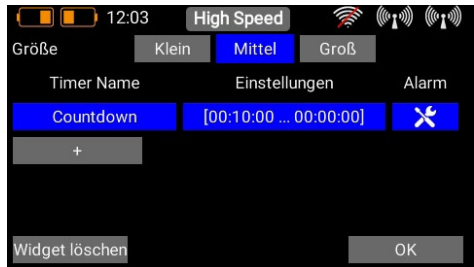 12:03 High Speed
Größe Klein Mittel Groß
Timer Name Einstellungen Alarm
Countdown [00:10:00 ... 00:00:00]
+
Widget löschen OK